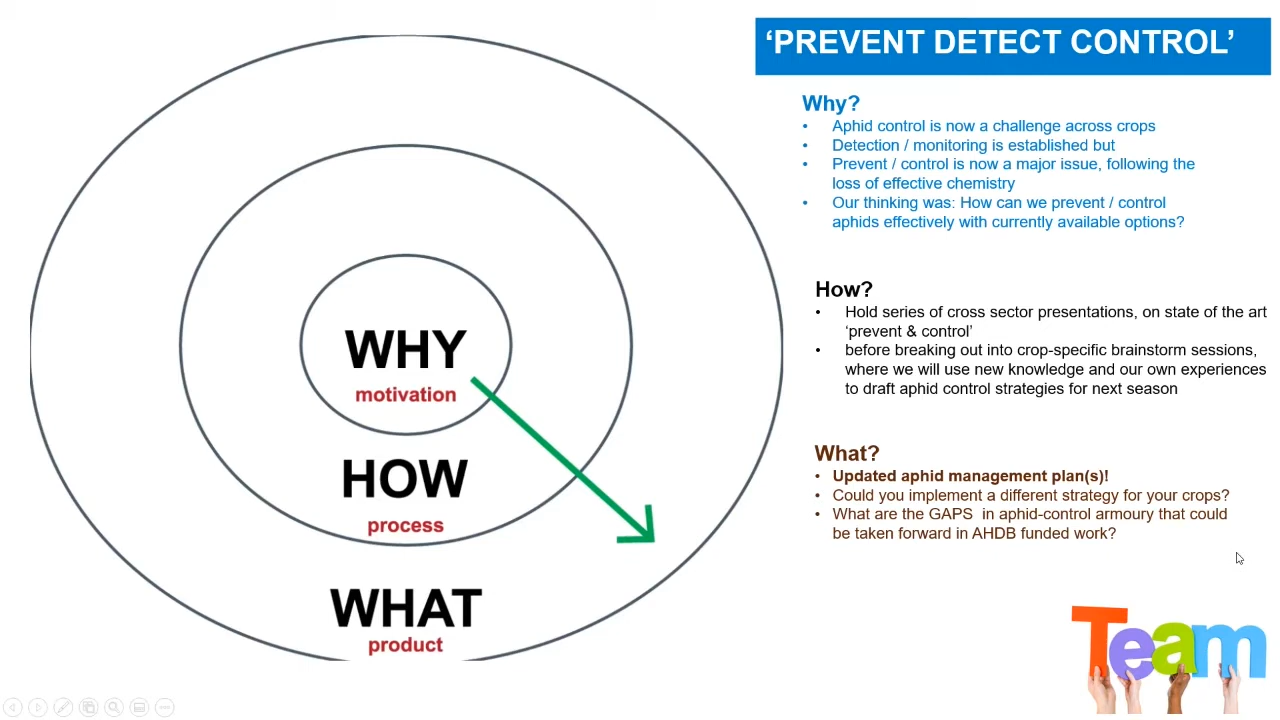 ‘PREVENT DETECT CONTROL’
WHY
motivation
HOW
process
WHAT
product
Why?
• Aphid control is now a challenge across crops
• Detection / monitoring is established but
• Prevent / control is now a major issue, following the
loss of effective chemistry
• Our thinking was: How can we prevent / control
aphids effectively with currently available options?
How?
• Hold series of cross sector presentations, on state of the art
‘prevent & control’
• before breaking out into crop-specific brainstorm sessions,
where we will use new knowledge and our own experiences
to draft aphid control strategies for next season
What?
• Updated aphid management plan(s)!
• Could you implement a different strategy for your crops?
• What are the GAPS  in aphid-control armoury that could
be taken forward in AHDB funded work?
Team